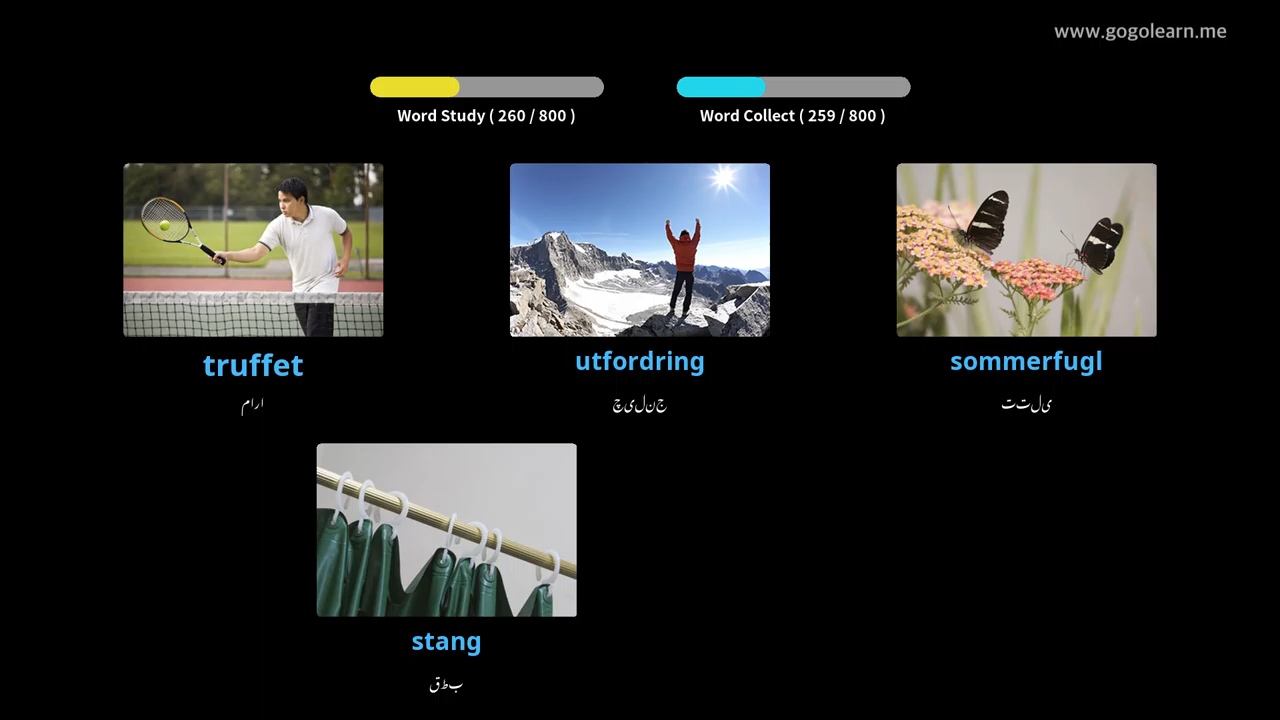 www.gogolearn.me
Word Study ( 260 / 800 )
Word Collect ( 259 / 800 )
truffet
ارام
utfordring
جنلیچ
sommerfugl
یلتت
stang
بطق